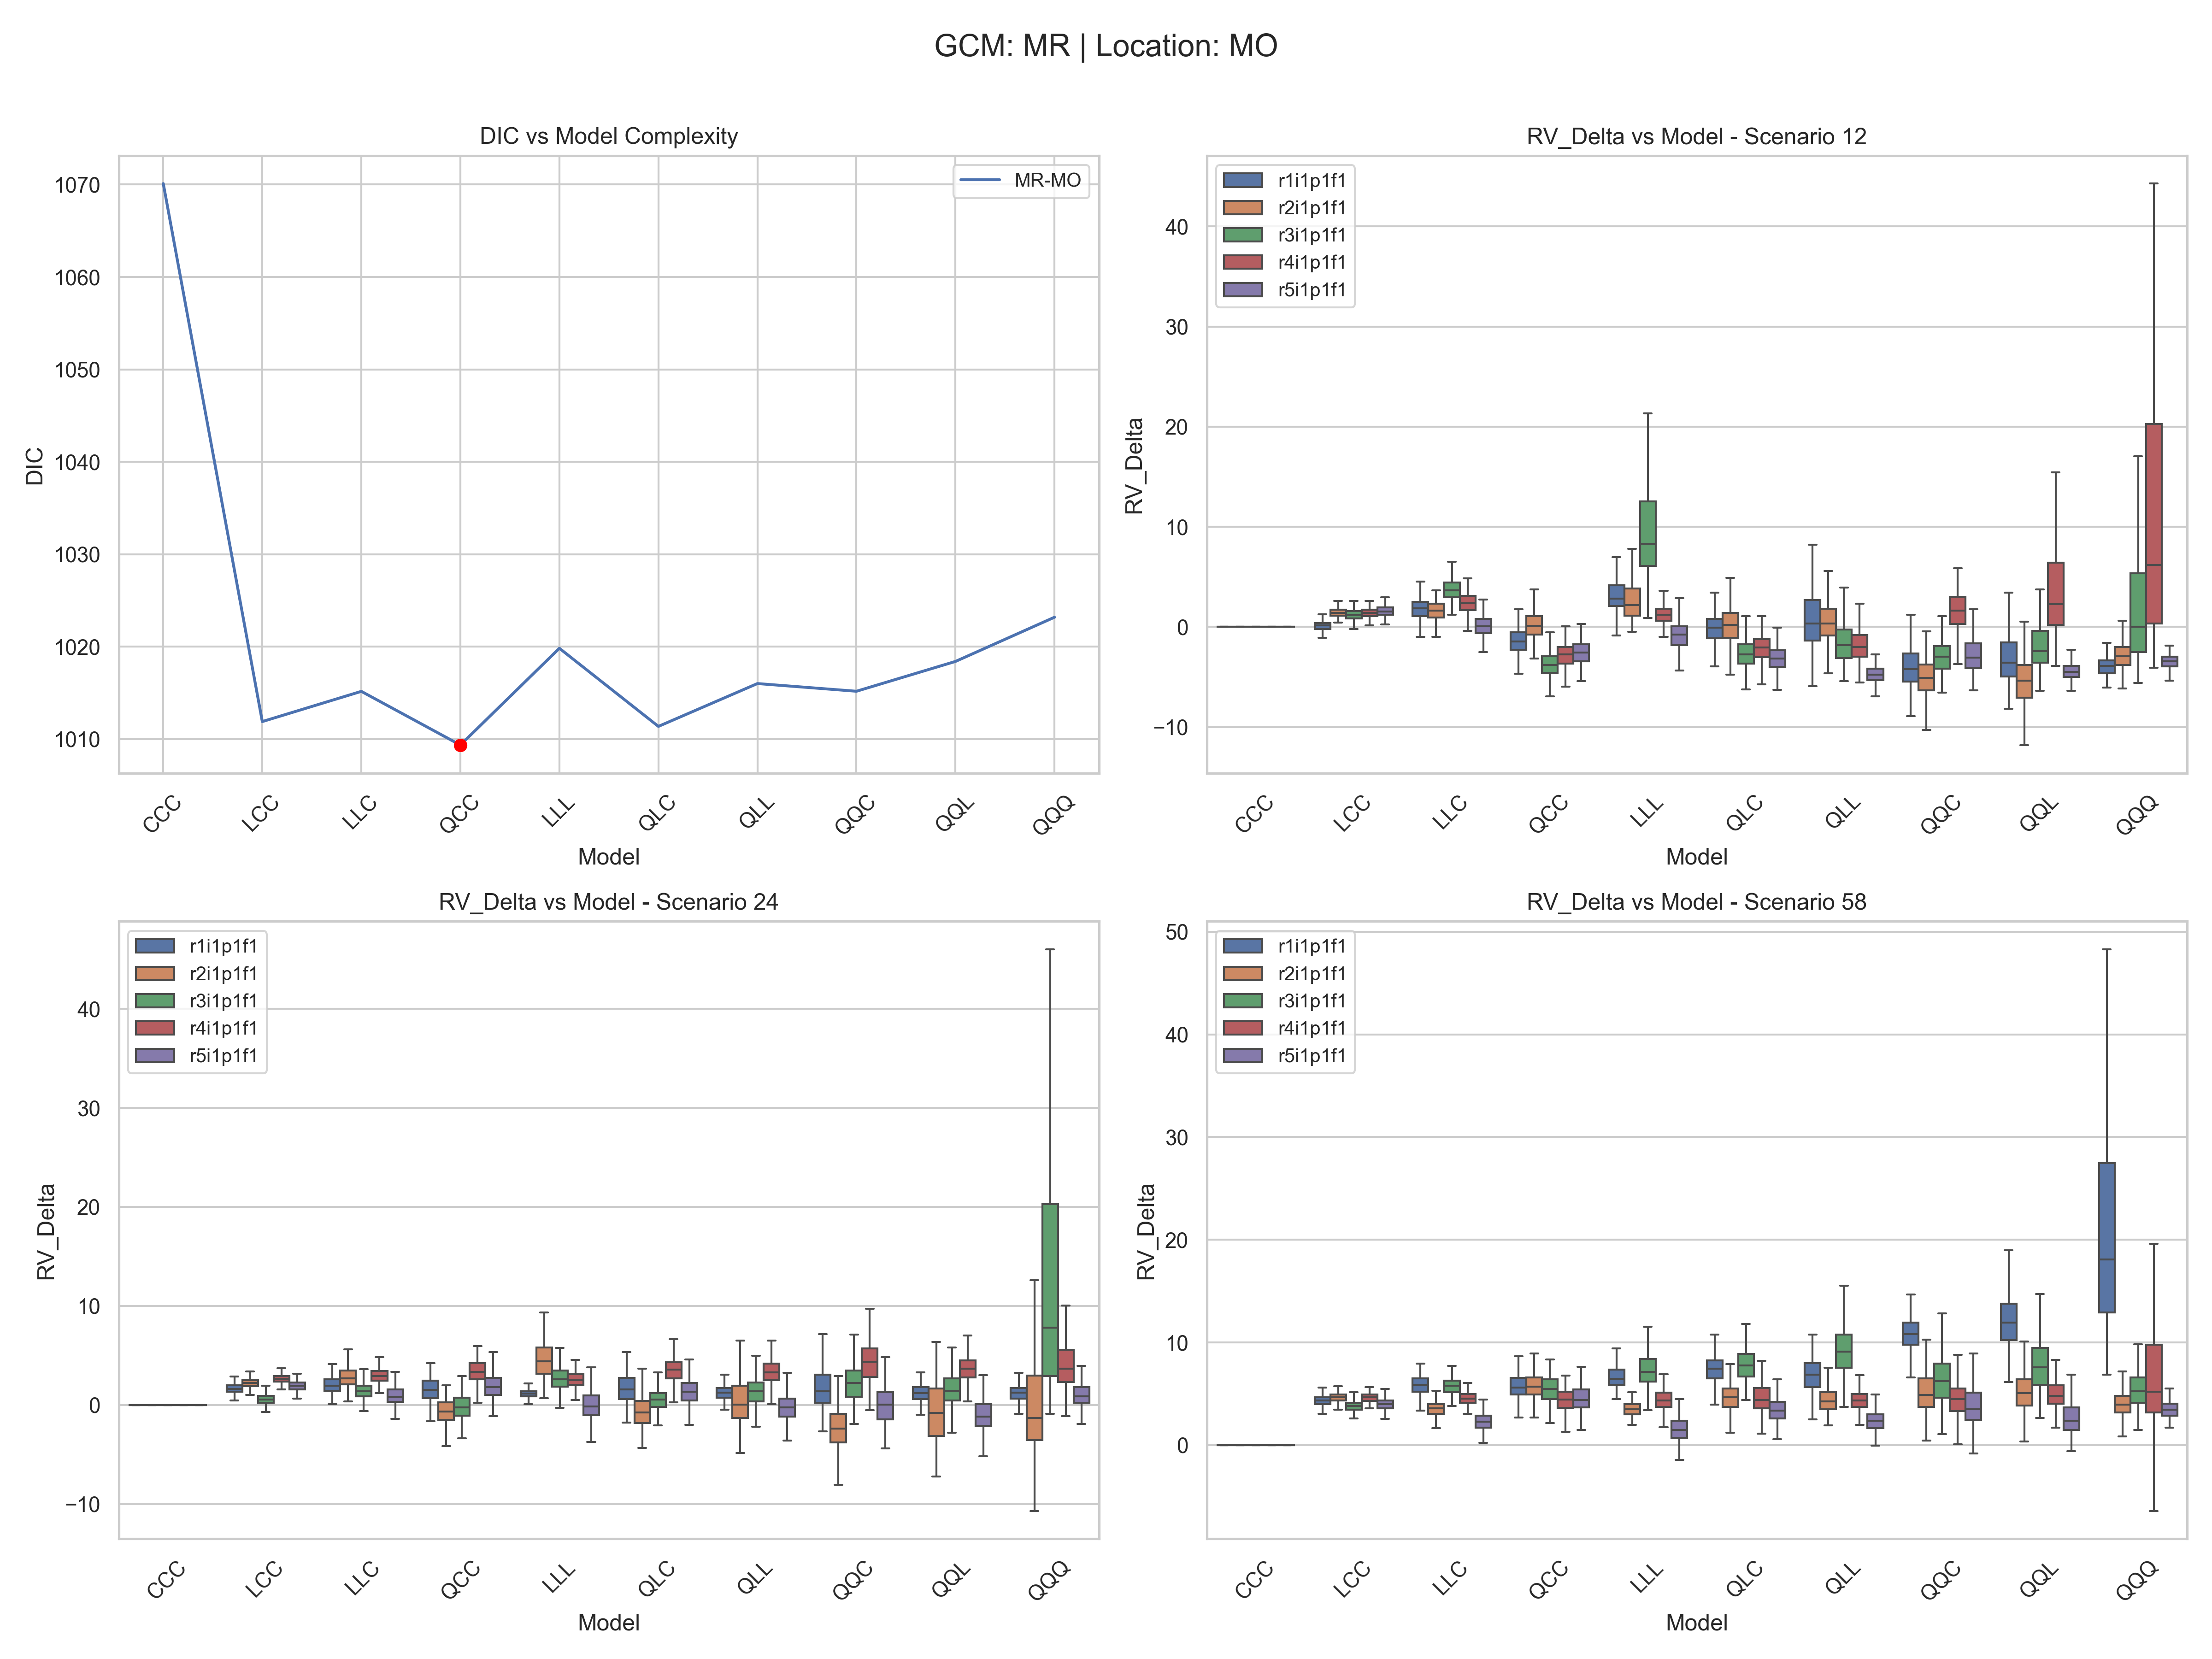 GCM: MR | Location: MO
DIC vs Model Complexity
DIC
1070
1060
1050
1040
1030
1020
1010
MR-MO
CCC
LCC
LLC
QCC
LLL
QLC
QLL
QQC
QQL
QQQ
Model
RV_Delta vs Model - Scenario 12
RV_Delta
40
30
20
10
0
−10
r1i1p1f1
r2i1p1f1
r3i1p1f1
r4i1p1f1
r5i1p1f1
CCC
LCC
LLC
QCC
LLL
QLC
QLL
QQC
QQL
QQQ
Model
RV_Delta vs Model - Scenario 24
RV_Delta
40
30
20
10
0
−10
r1i1p1f1
r2i1p1f1
r3i1p1f1
r4i1p1f1
r5i1p1f1
CCC
LCC
LLC
QCC
LLL
QLC
QLL
QQC
QQL
QQQ
Model
RV_Delta vs Model - Scenario 58
RV_Delta
50
40
30
20
10
0
r1i1p1f1
r2i1p1f1
r3i1p1f1
r4i1p1f1
r5i1p1f1
CCC
LCC
LLC
QCC
LLL
QLC
QLL
QQC
QQL
QQQ
Model